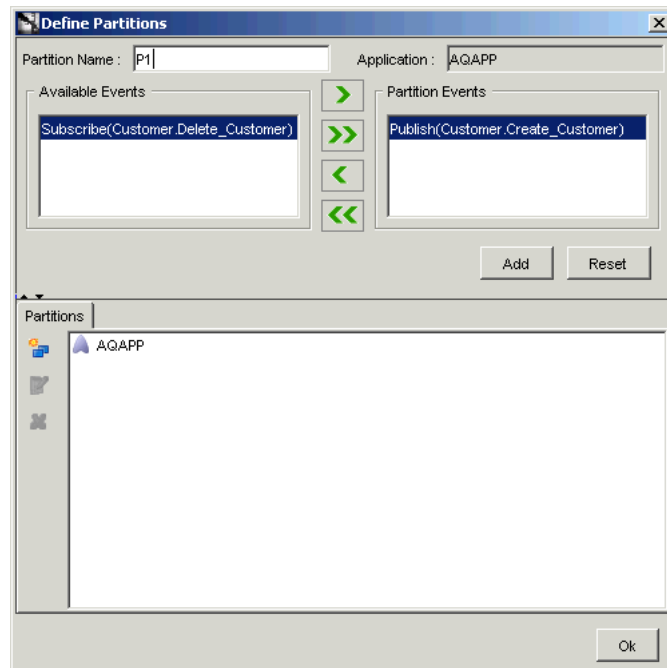 Define Partitions
Partition Name : P1 Application : AQAPP
Available Events Partition Events
Subscribe(Customer.Delete_Customer) Publish(Customer.Create_Customer)
Add Reset
Partitions
AQAPP
Ok